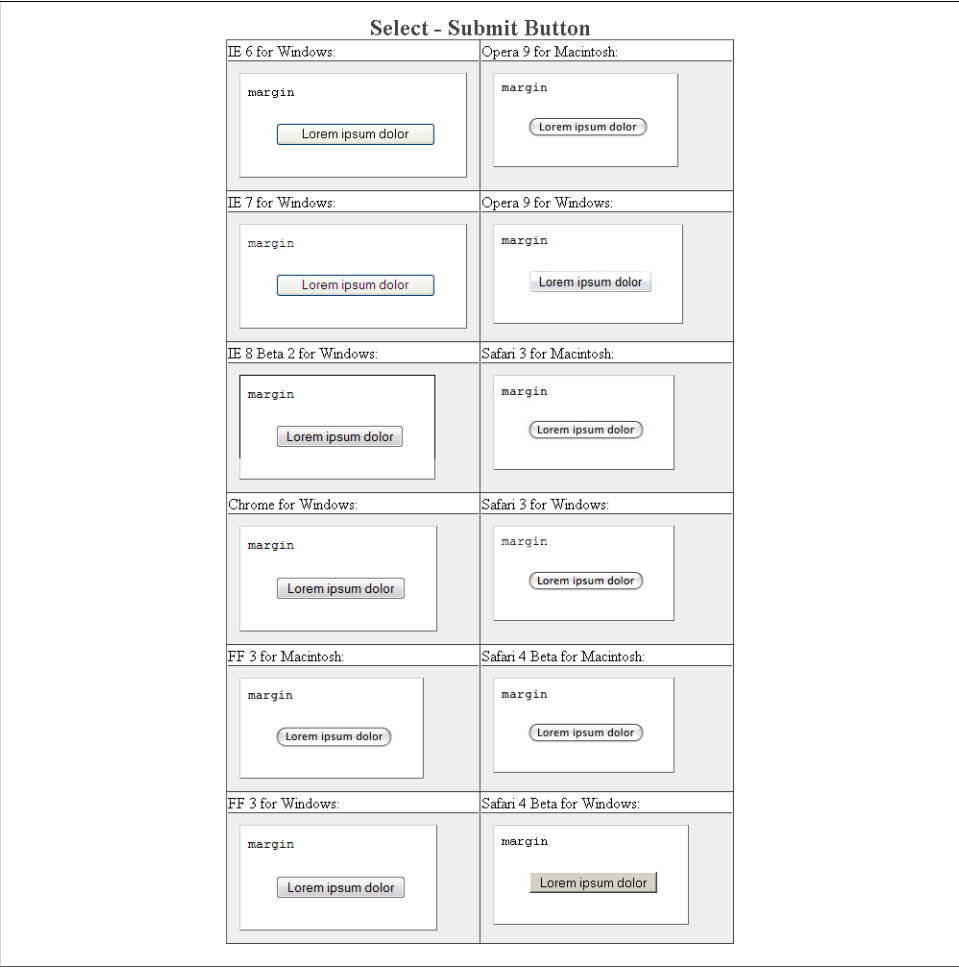 Select - Submit Button
IE 6 for Windows:
margin
Lorem ipsum dolor
Opera 9 for Macintosh:
margin
Lorem ipsum dolor
IE 7 for Windows:
margin
Lorem ipsum dolor
Opera 9 for Windows:
margin
Lorem ipsum dolor
IE 8 Beta 2 for Windows:
margin
Lorem ipsum dolor
Safari 3 for Macintosh:
margin
Lorem ipsum dolor
Chrome for Windows:
margin
Lorem ipsum dolor
Safari 3 for Windows:
margin
Lorem ipsum dolor
FF 3 for Macintosh:
margin
Lorem ipsum dolor
Safari 4 Beta for Macintosh:
margin
Lorem ipsum dolor
FF 3 for Windows:
margin
Lorem ipsum dolor
Safari 4 Beta for Windows:
margin
Lorem ipsum dolor